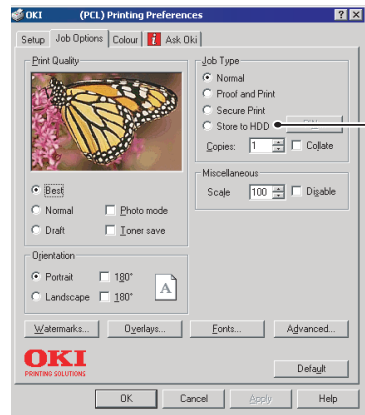 OKI (PCL) Printing Preferences
Setup Job Options Colour Ask Oki
Print Quality
Best
Normal Photo mode
Draft Toner save
Orientation
Portrait 180°
Landscape 180°
A
Job Type
Normal
Proof and Print
Secure Print
Store to HDD
Copies: 1 Collate
Miscellaneous
Scale 100 Disable
Watermarks... Overlays... Fonts... Advanced...
OKI
PRINTING SOLUTIONS
Default
OK Cancel Apply Help